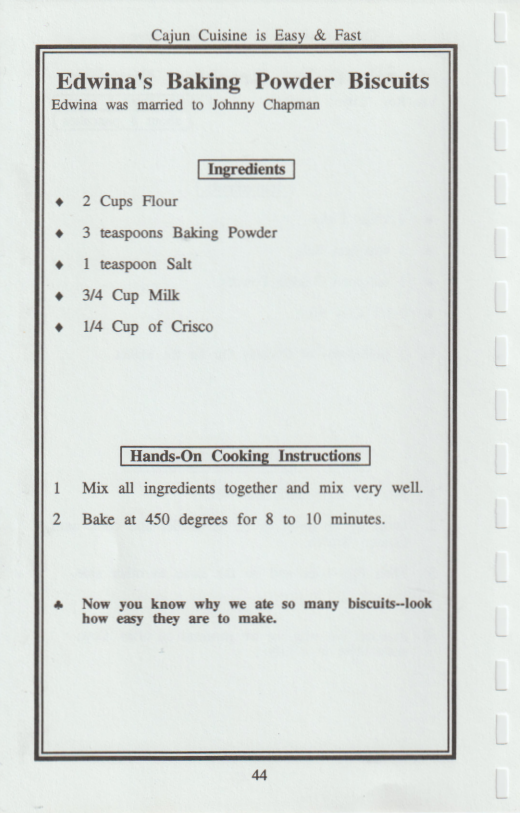 Cajun Cuisine is Easy & Fast
Edwina's Baking Powder Biscuits
Edwina was married to Johnny Chapman
Ingredients
♦ 2 Cups Flour
♦ 3 teaspoons Baking Powder
♦ 1 teaspoon Salt
♦ 3/4 Cup Milk
♦ 1/4 Cup of Crisco
Hands-On Cooking Instructions
1 Mix all ingredients together and mix very well.
2 Bake at 450 degrees for 8 to 10 minutes.
♣ Now you know why we ate so many biscuits--look
how easy they are to make.
44